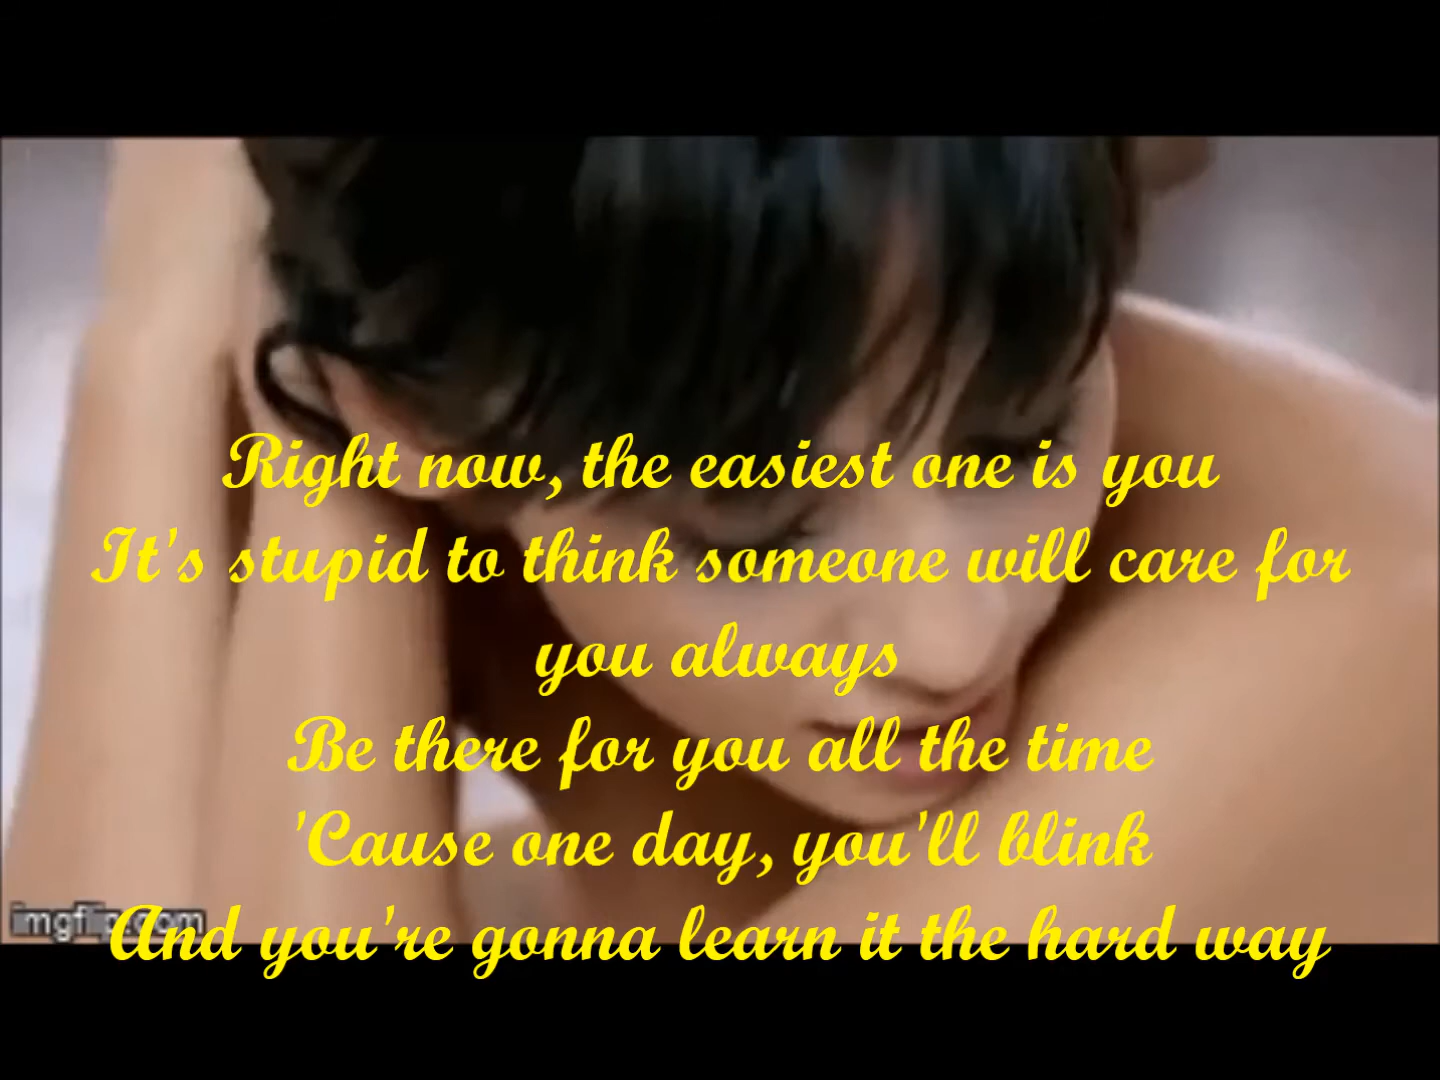 Right now, the easiest one is you
It's stupid to think someone will care for
you always
Be there for you all the time
'Cause one day, you'll blink
And you're gonna learn it the hard way
imgflip.com